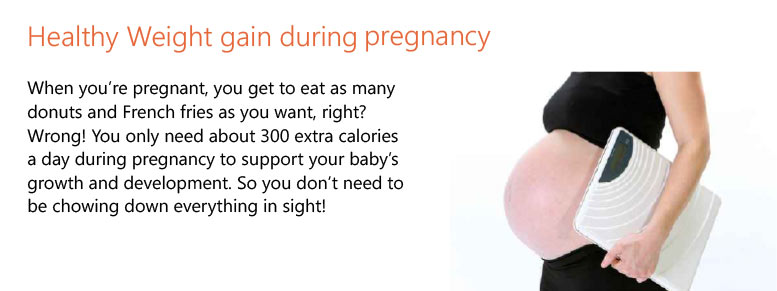 Healthy Weight gain during pregnancy
When you're pregnant, you get to eat as many
donuts and French fries as you want, right?
Wrong! You only need about 300 extra calories
a day during pregnancy to support your baby's
growth and development. So you don't need to
be chowing down everything in sight!